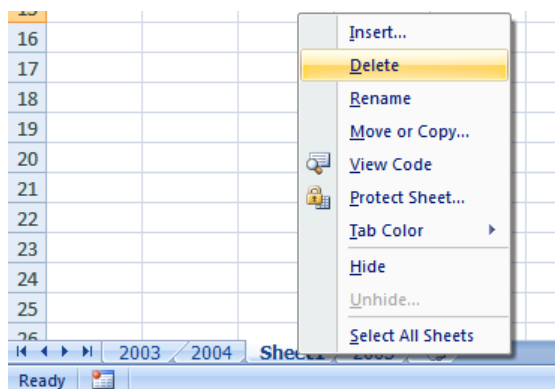 16
17
18
19
20
21
22
23
24
25
Insert...
Delete
Rename
Move or Copy...
View Code
Protect Sheet...
Tab Color
Hide
Unhide...
Select All Sheets
2003 2004
Ready